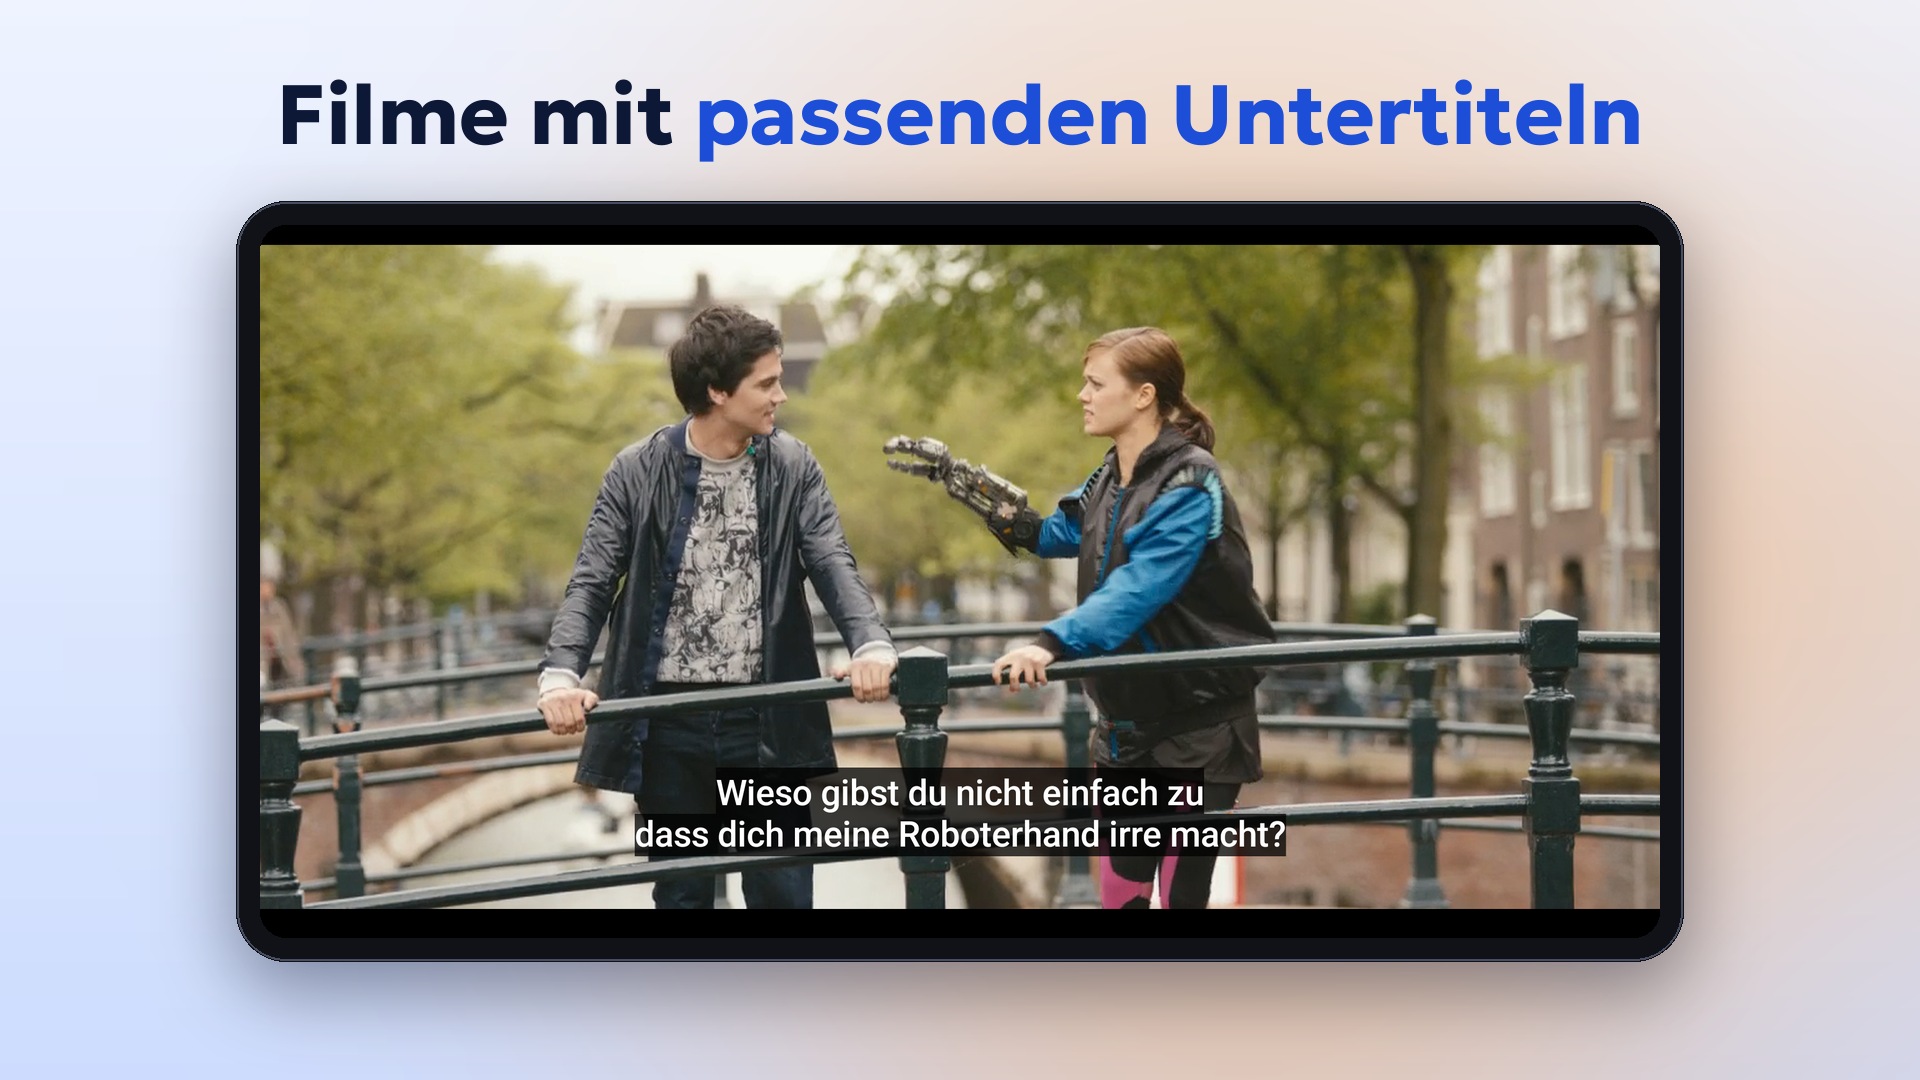 Filme mit passenden Untertiteln
Wieso gibst du nicht einfach zu
dass dich meine Roboterhand irre macht?